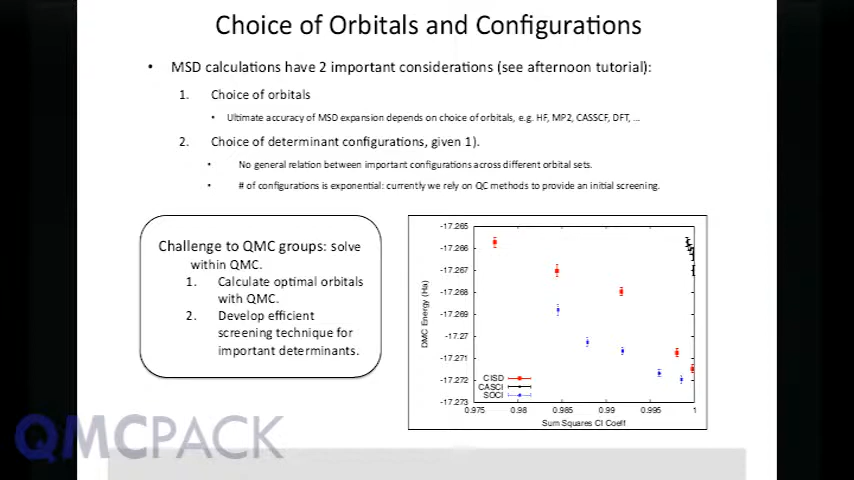 Choice of Orbitals and Configurations
• MSD calculations have 2 important considerations (see afternoon tutorial):
1. Choice of orbitals
• Ultimate accuracy of MSD expansion depends on choice of orbitals, e.g. HF, MP2, CASSCF, DFT, ...
2. Choice of determinant configurations, given 1).
• No general relation between important configurations across different orbital sets.
• # of configurations is exponential: currently we rely on QC methods to provide an initial screening.
Challenge to QMC groups: solve
within QMC.
1. Calculate optimal orbitals
with QMC.
2. Develop efficient
screening technique for
important determinants.
-17.265
-17.266
-17.267
-17.268
-17.269
-17.27
-17.271
-17.272
-17.273
DMC Energy (Ha)
CISD
CASCI
SOCI
0.975 0.98 0.985 0.99 0.995 1
Sum Squares CI Coeff
QMCPACK